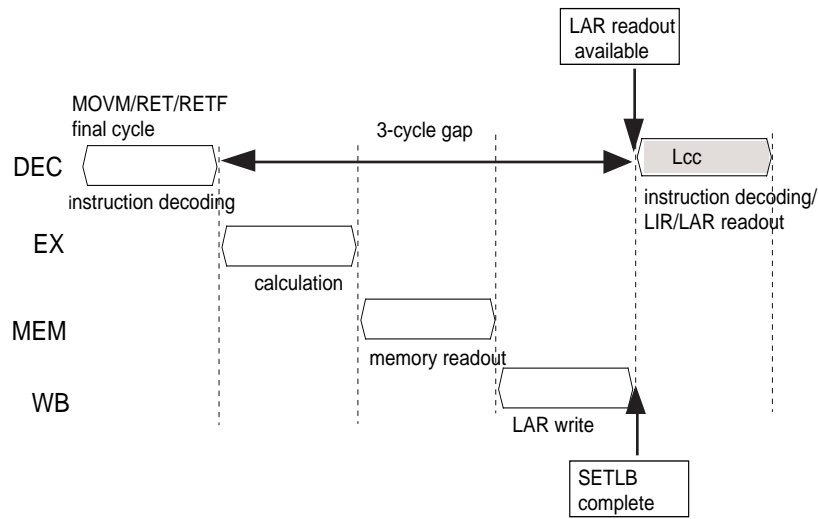 LAR readout
available
MOVM/RET/RETF
final cycle
3-cycle gap
DEC
Lcc
instruction decoding
instruction decoding/
LIR/LAR readout
EX
calculation
MEM
memory readout
WB
LAR write
SETLB
complete